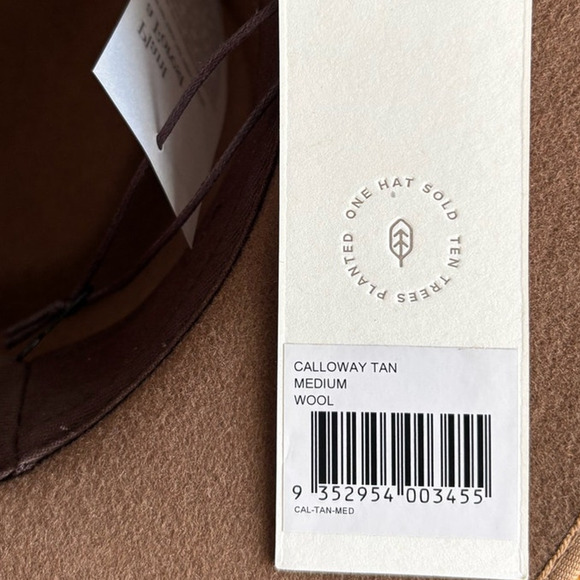 ONE HAT SOLD TEN TREES PLANTED
CALLOWAY TAN
MEDIUM
WOOL
9 352954 003455
CAL-TAN-MED